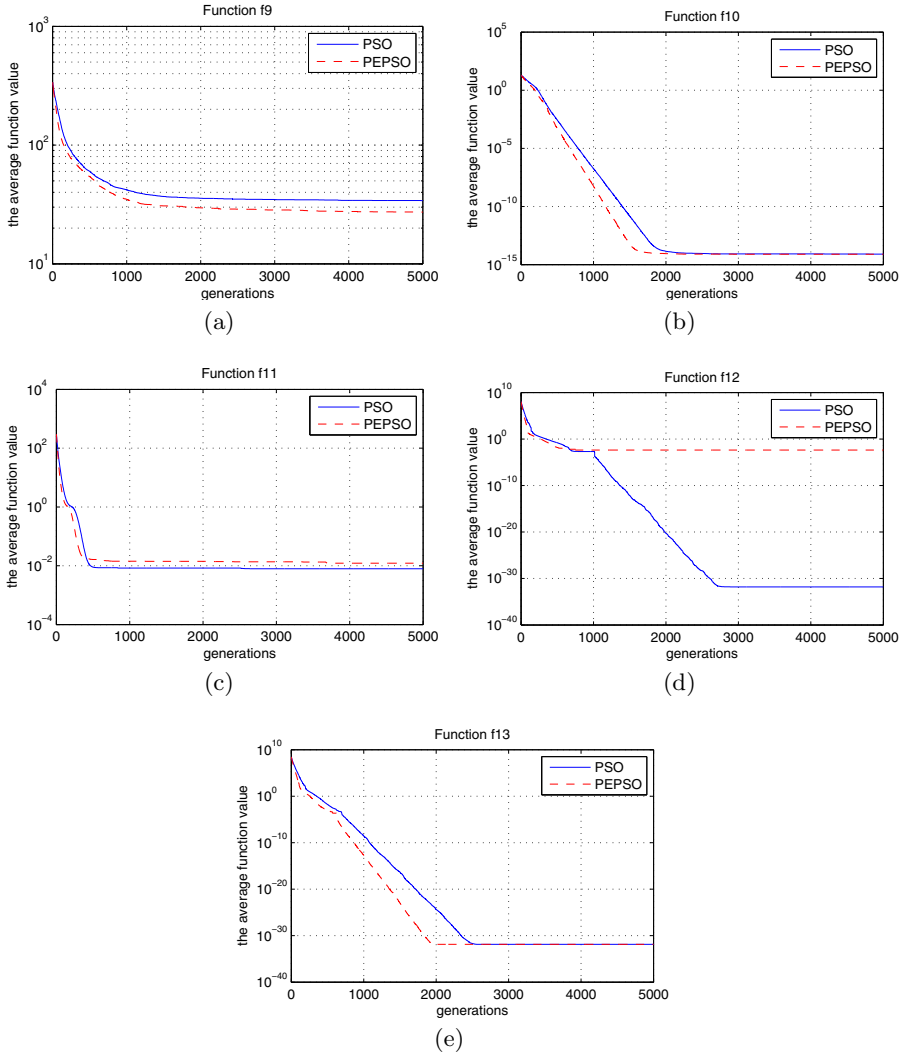 Function f9
the average function value
10^3
10^2
10^1
PSO
PEPSO
0 1000 2000 3000 4000 5000
generations
(a)
Function f10
the average function value
10^5
10^0
10^-5
10^-10
10^-15
PSO
PEPSO
0 1000 2000 3000 4000 5000
generations
(b)
Function f11
the average function value
10^4
10^2
10^0
10^-2
10^-4
PSO
PEPSO
0 1000 2000 3000 4000 5000
generations
(c)
Function f12
the average function value
10^10
10^0
10^-10
10^-20
10^-30
10^-40
PSO
PEPSO
0 1000 2000 3000 4000 5000
generations
(d)
Function f13
the average function value
10^10
10^0
10^-10
10^-20
10^-30
10^-40
PSO
PEPSO
0 1000 2000 3000 4000 5000
generations
(e)